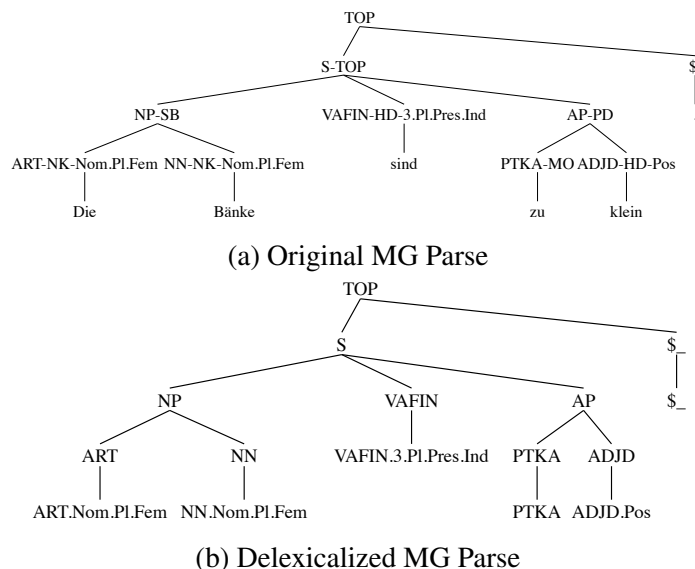 TOP
S-TOP $
NP-SB VAFIN-HD-3.Pl.Pres.Ind AP-PD
ART-NK-Nom.Pl.Fem NN-NK-Nom.Pl.Fem sind PTKA-MO ADJD-HD-Pos
Die Bänke zu klein
(a) Original MG Parse
TOP
S $_
NP VAFIN AP $_
ART NN VAFIN.3.Pl.Pres.Ind PTKA ADJD
ART.Nom.Pl.Fem NN.Nom.Pl.Fem PTKA ADJD.Pos
(b) Delexicalized MG Parse